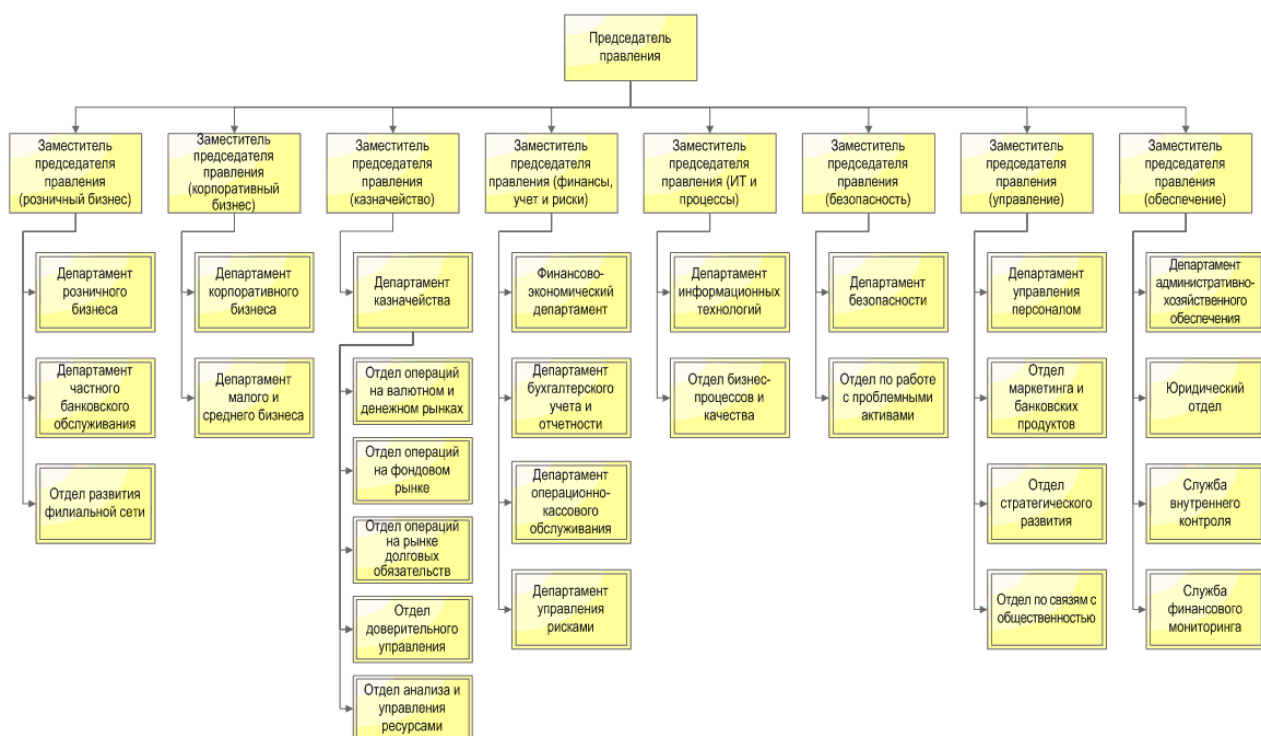 Председатель
правления
Заместитель
председателя
правления
(розничный бизнес)
Заместитель
председателя
правления
(корпоративный
бизнес)
Заместитель
председателя
правления
(казначейство)
Заместитель
председателя
правления (финансы,
учет и риски)
Заместитель
председателя
правления (ИТ и
процессы)
Заместитель
председателя
правления
(безопасность)
Заместитель
председателя
правления
(управление)
Заместитель
председателя
правления
(обеспечение)
Департамент
розничного
бизнеса
Департамент
частного
банковского
обслуживания
Отдел развития
филиальной сети
Департамент
корпоративного
бизнеса
Департамент
малого и
среднего бизнеса
Департамент
казначейства
Отдел операций
на валютном и
денежном рынках
Отдел операций
на фондовом
рынке
Отдел операций
на рынке
долговых
обязательств
Отдел
доверительного
управления
Отдел анализа и
управления
ресурсами
Финансово-
экономический
департамент
Департамент
бухгалтерского
учета и
отчетности
Департамент
операционно-
кассового
обслуживания
Департамент
управления
рисками
Департамент
информационных
технологий
Отдел бизнес-
процессов и
качества
Департамент
безопасности
Отдел по работе
с проблемными
активами
Департамент
управления
персоналом
Отдел
маркетинга и
банковских
продуктов
Отдел
стратегического
развития
Отдел по связям с
общественностью
Департамент
административно-
хозяйственного
обеспечения
Юридический
отдел
Служба
внутреннего
контроля
Служба
финансового
мониторинга